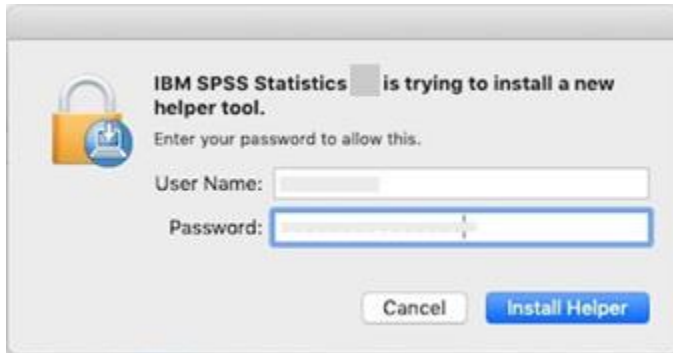 IBM SPSS Statistics is trying to install a new
helper tool.
Enter your password to allow this.
User Name:
Password:
Cancel Install Helper